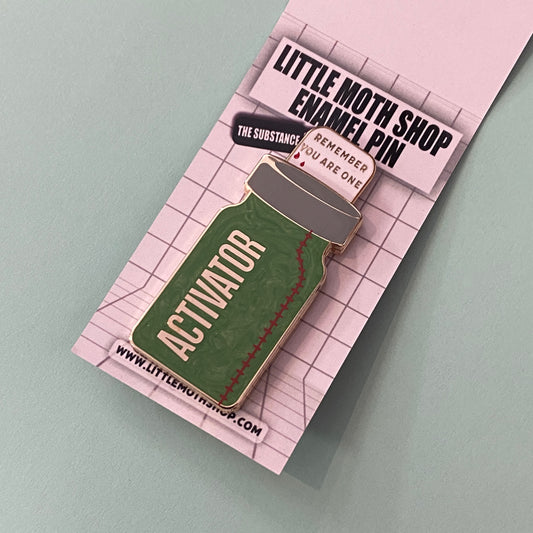 LITTLE MOTH SHOP
ENAMEL PIN
THE SUBSTANCE
REMEMBER
YOU ARE ONE
ACTIVATOR
WWW.LITTLEMOTHSHOP.COM